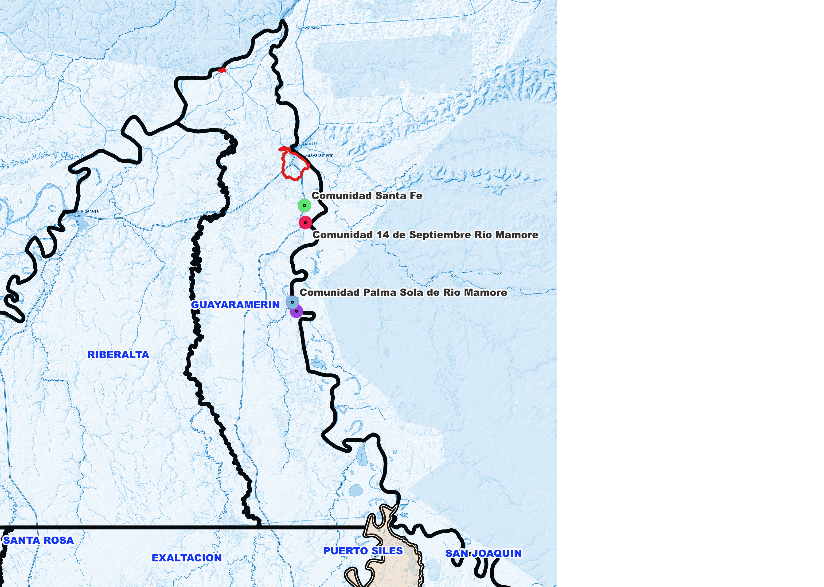 Comunidad Santa Fe
Comunidad 14 de Septiembre Rio Mamore
Comunidad Palma Sola de Rio Mamore
GUAYARAMERIN
RIBERALTA
SANTA ROSA
EXALTACION
PUERTO SILES
SAN JOAQUIN